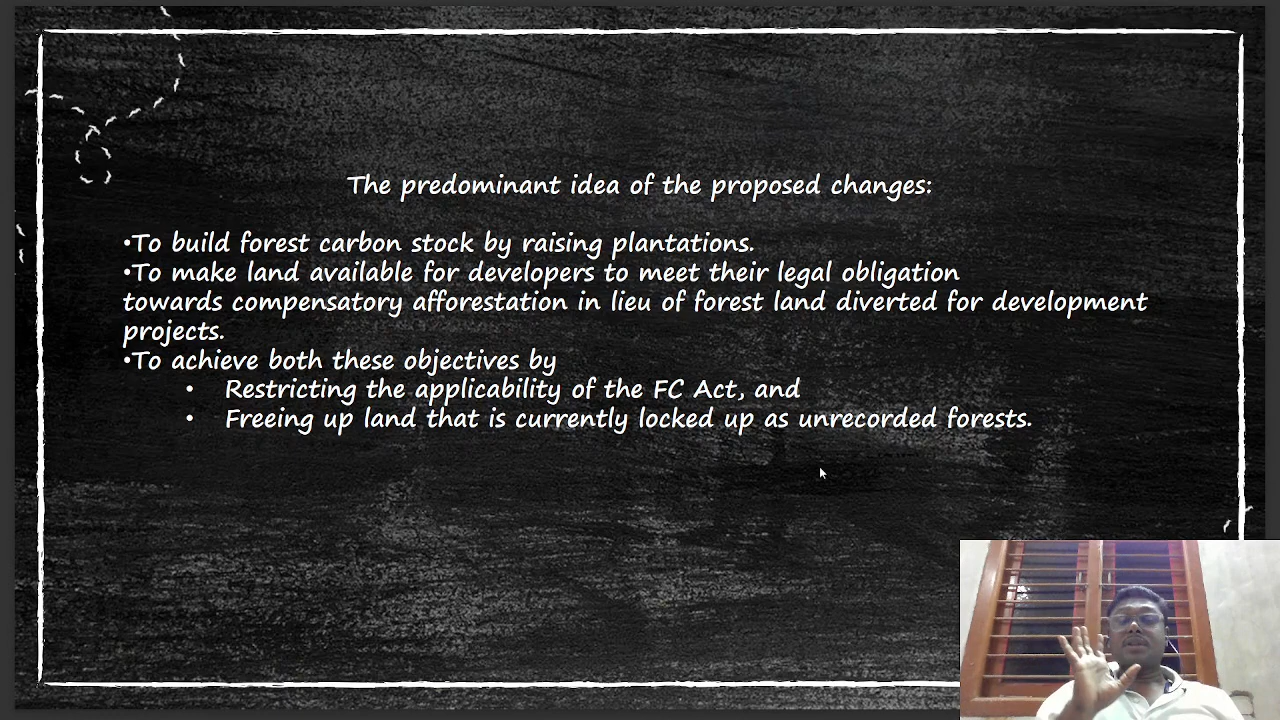 The predominant idea of the proposed changes:
•To build forest carbon stock by raising plantations.
•To make land available for developers to meet their legal obligation
towards compensatory afforestation in lieu of forest land diverted for development
projects.
•To achieve both these objectives by
• Restricting the applicability of the FC Act, and
• Freeing up land that is currently locked up as unrecorded forests.